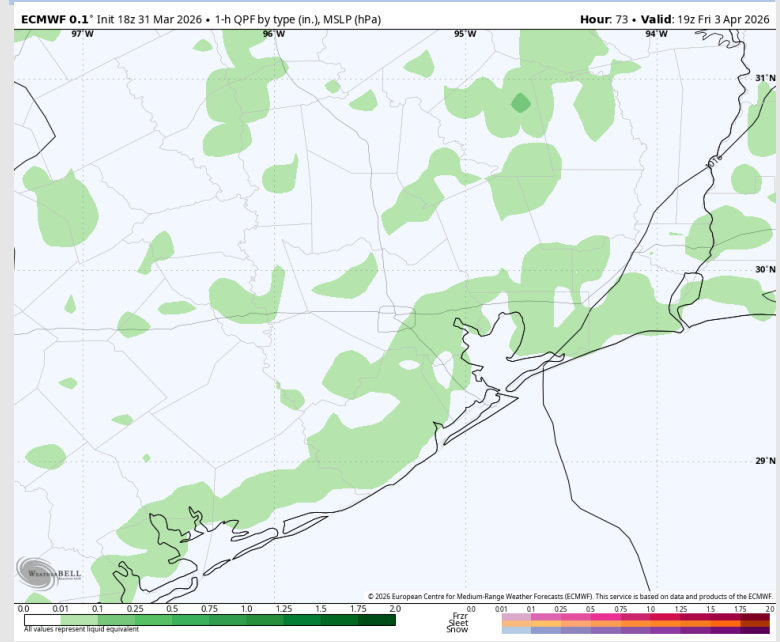 ECMWF 0.1° Init 18z 31 Mar 2026 • 1-h QPF by type (in.), MSLP (hPa)
Hour: 73 • Valid: 19z Fri 3 Apr 2026
97°W 96°W 95°W 94°W
31°N
30°N
29°N
WEATHERBELL
© 2026 European Centre for Medium-Range Weather Forecasts (ECMWF). This service is based on data and products of the ECMWF.
0.0 0.01 0.1 0.25 0.5 0.75 1.0 1.25 1.5 1.75 2.0
All values represent liquid equivalent
0.0 0.01 0.1 0.25 0.5 0.75 1.0 1.25 1.5 1.75 2.0
Frzr
Sleet
Snow